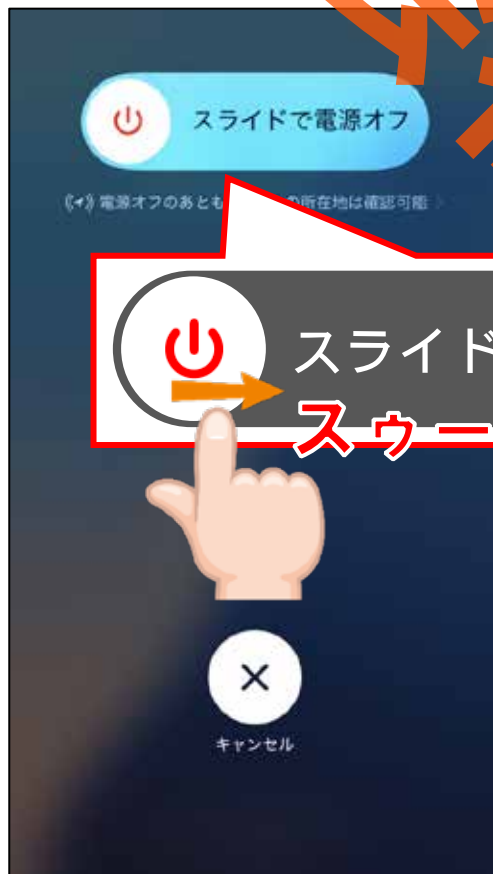 スライドで電源オフ
電源オフのあとも
の所在地は確認可能
スライド
スゥー
キャンセル